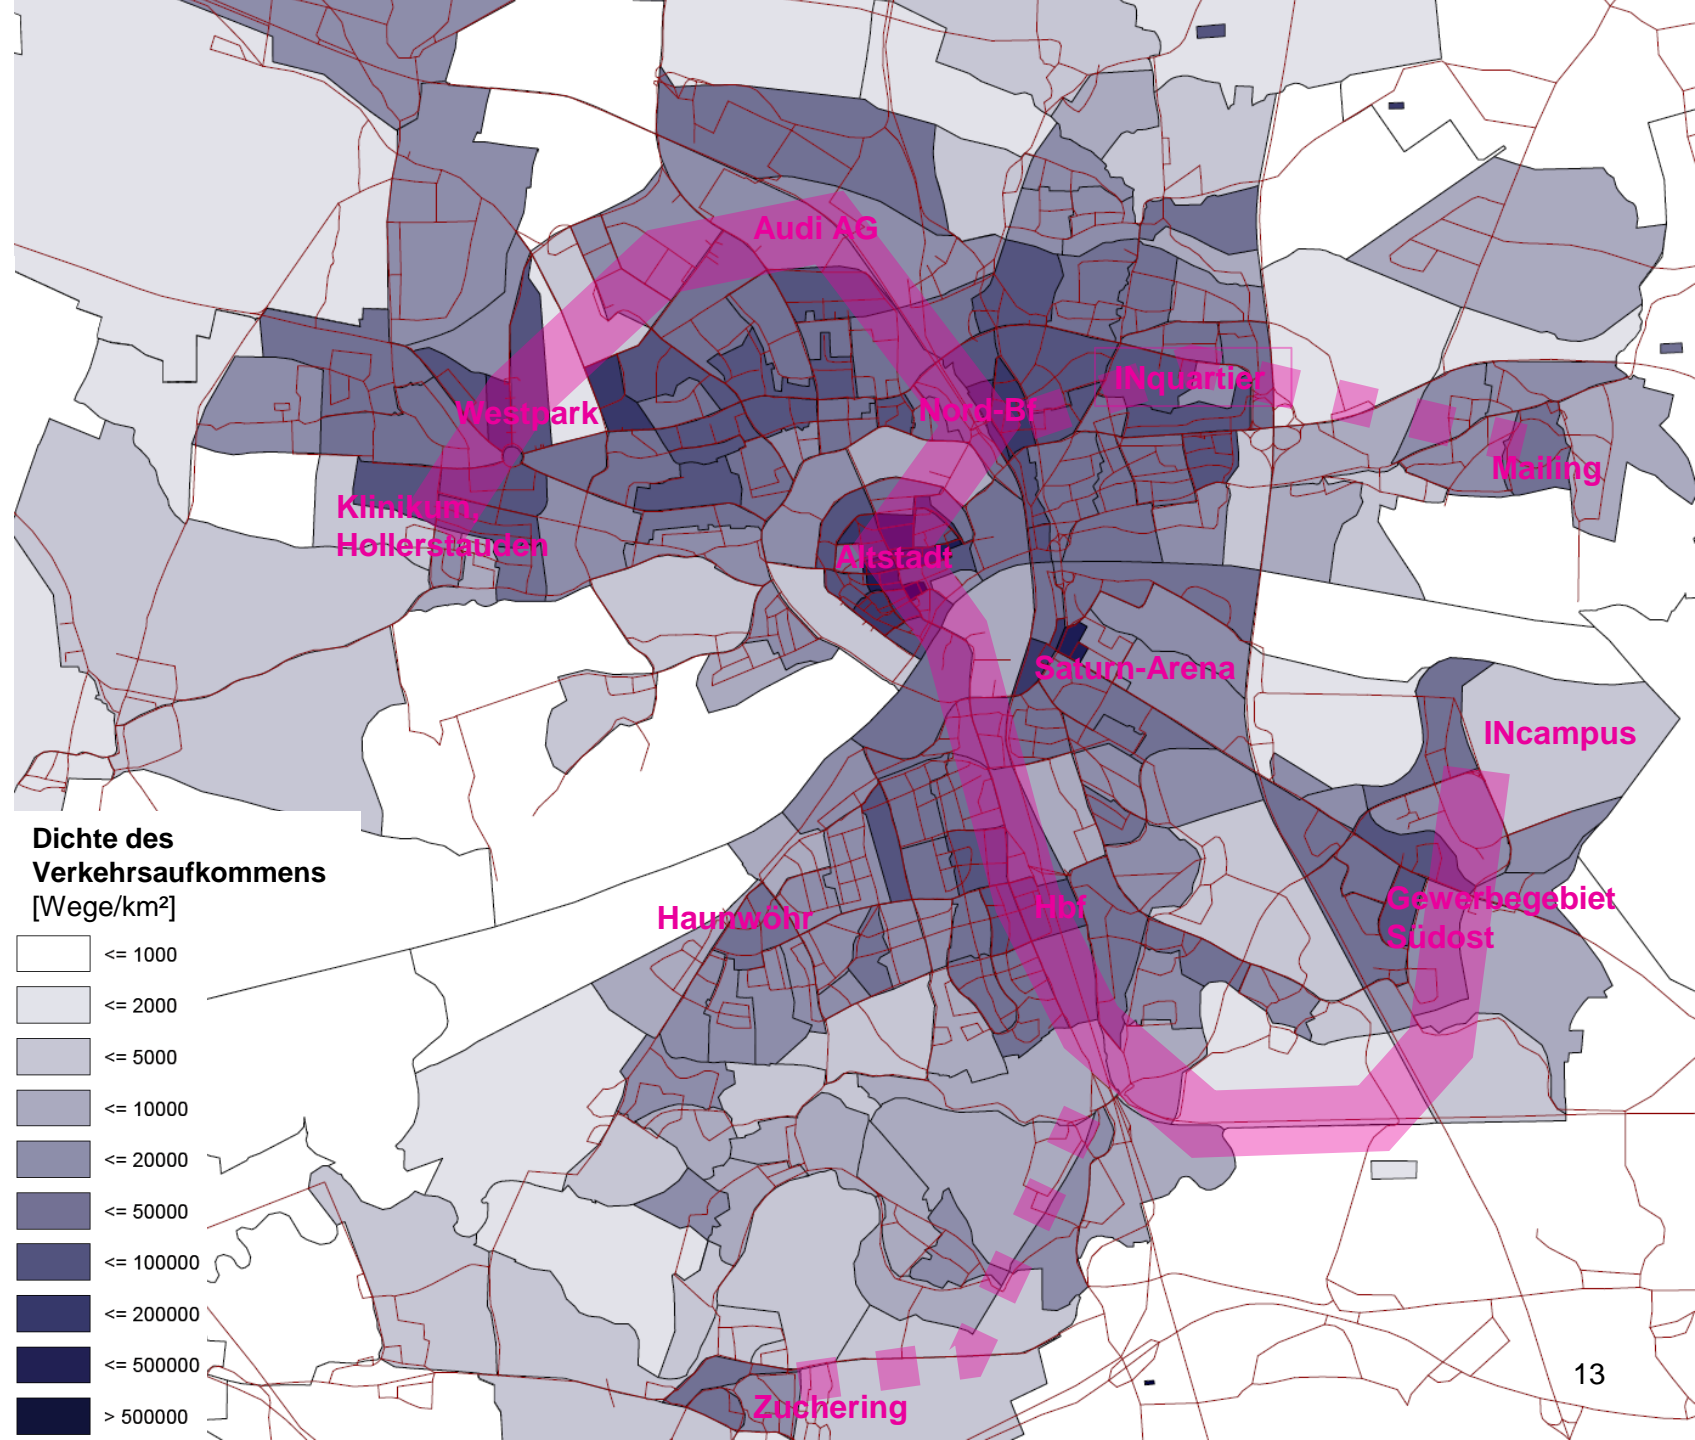 Audi AG
INquartier
Nord-Bf
Westpark
Mailing
Klinikum,
Hollerstauden
Altstadt
Saturn-Arena
INcampus
Dichte des
Verkehrsaufkommens
[Wege/km²]
<= 1000
<= 2000
<= 5000
<= 10000
<= 20000
<= 50000
<= 100000
<= 200000
<= 500000
> 500000
Haunwöhr
Hbf
Gewerbegebiet
Südost
Zuchering
13